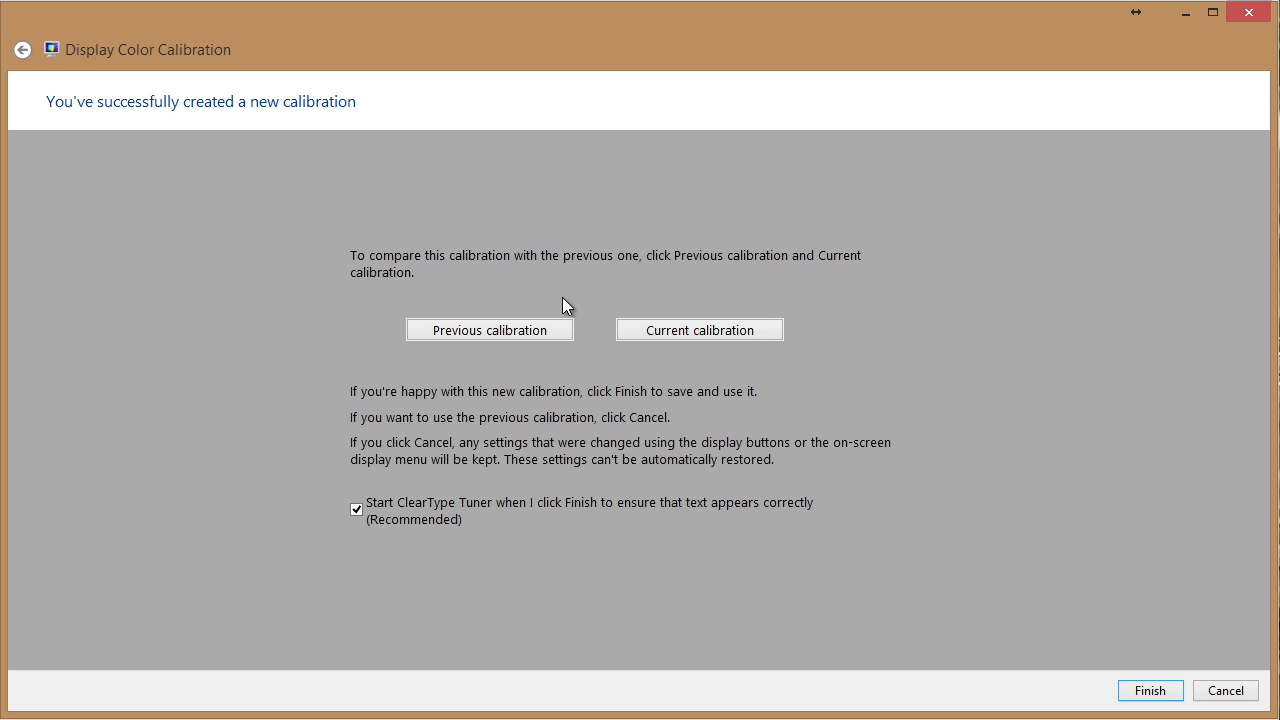 Display Color Calibration
You've successfully created a new calibration
To compare this calibration with the previous one, click Previous calibration and Current
calibration.
Previous calibration
Current calibration
If you're happy with this new calibration, click Finish to save and use it.
If you want to use the previous calibration, click Cancel.
If you click Cancel, any settings that were changed using the display buttons or the on-screen
display menu will be kept. These settings can't be automatically restored.
Start ClearType Tuner when I click Finish to ensure that text appears correctly
(Recommended)
Finish
Cancel